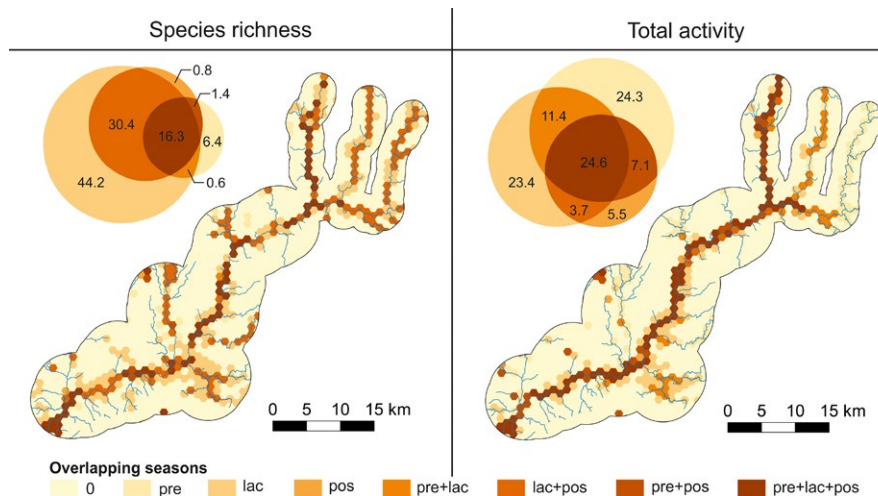 Species richness
Total activity
0.8
1.4
30.4
16.3
6.4
44.2
0.6
24.3
11.4
24.6
7.1
23.4
3.7
5.5
0 5 10 15 km
0 5 10 15 km
Overlapping seasons
0 pre lac pos pre+lac lac+pos pre+pos pre+lac+pos